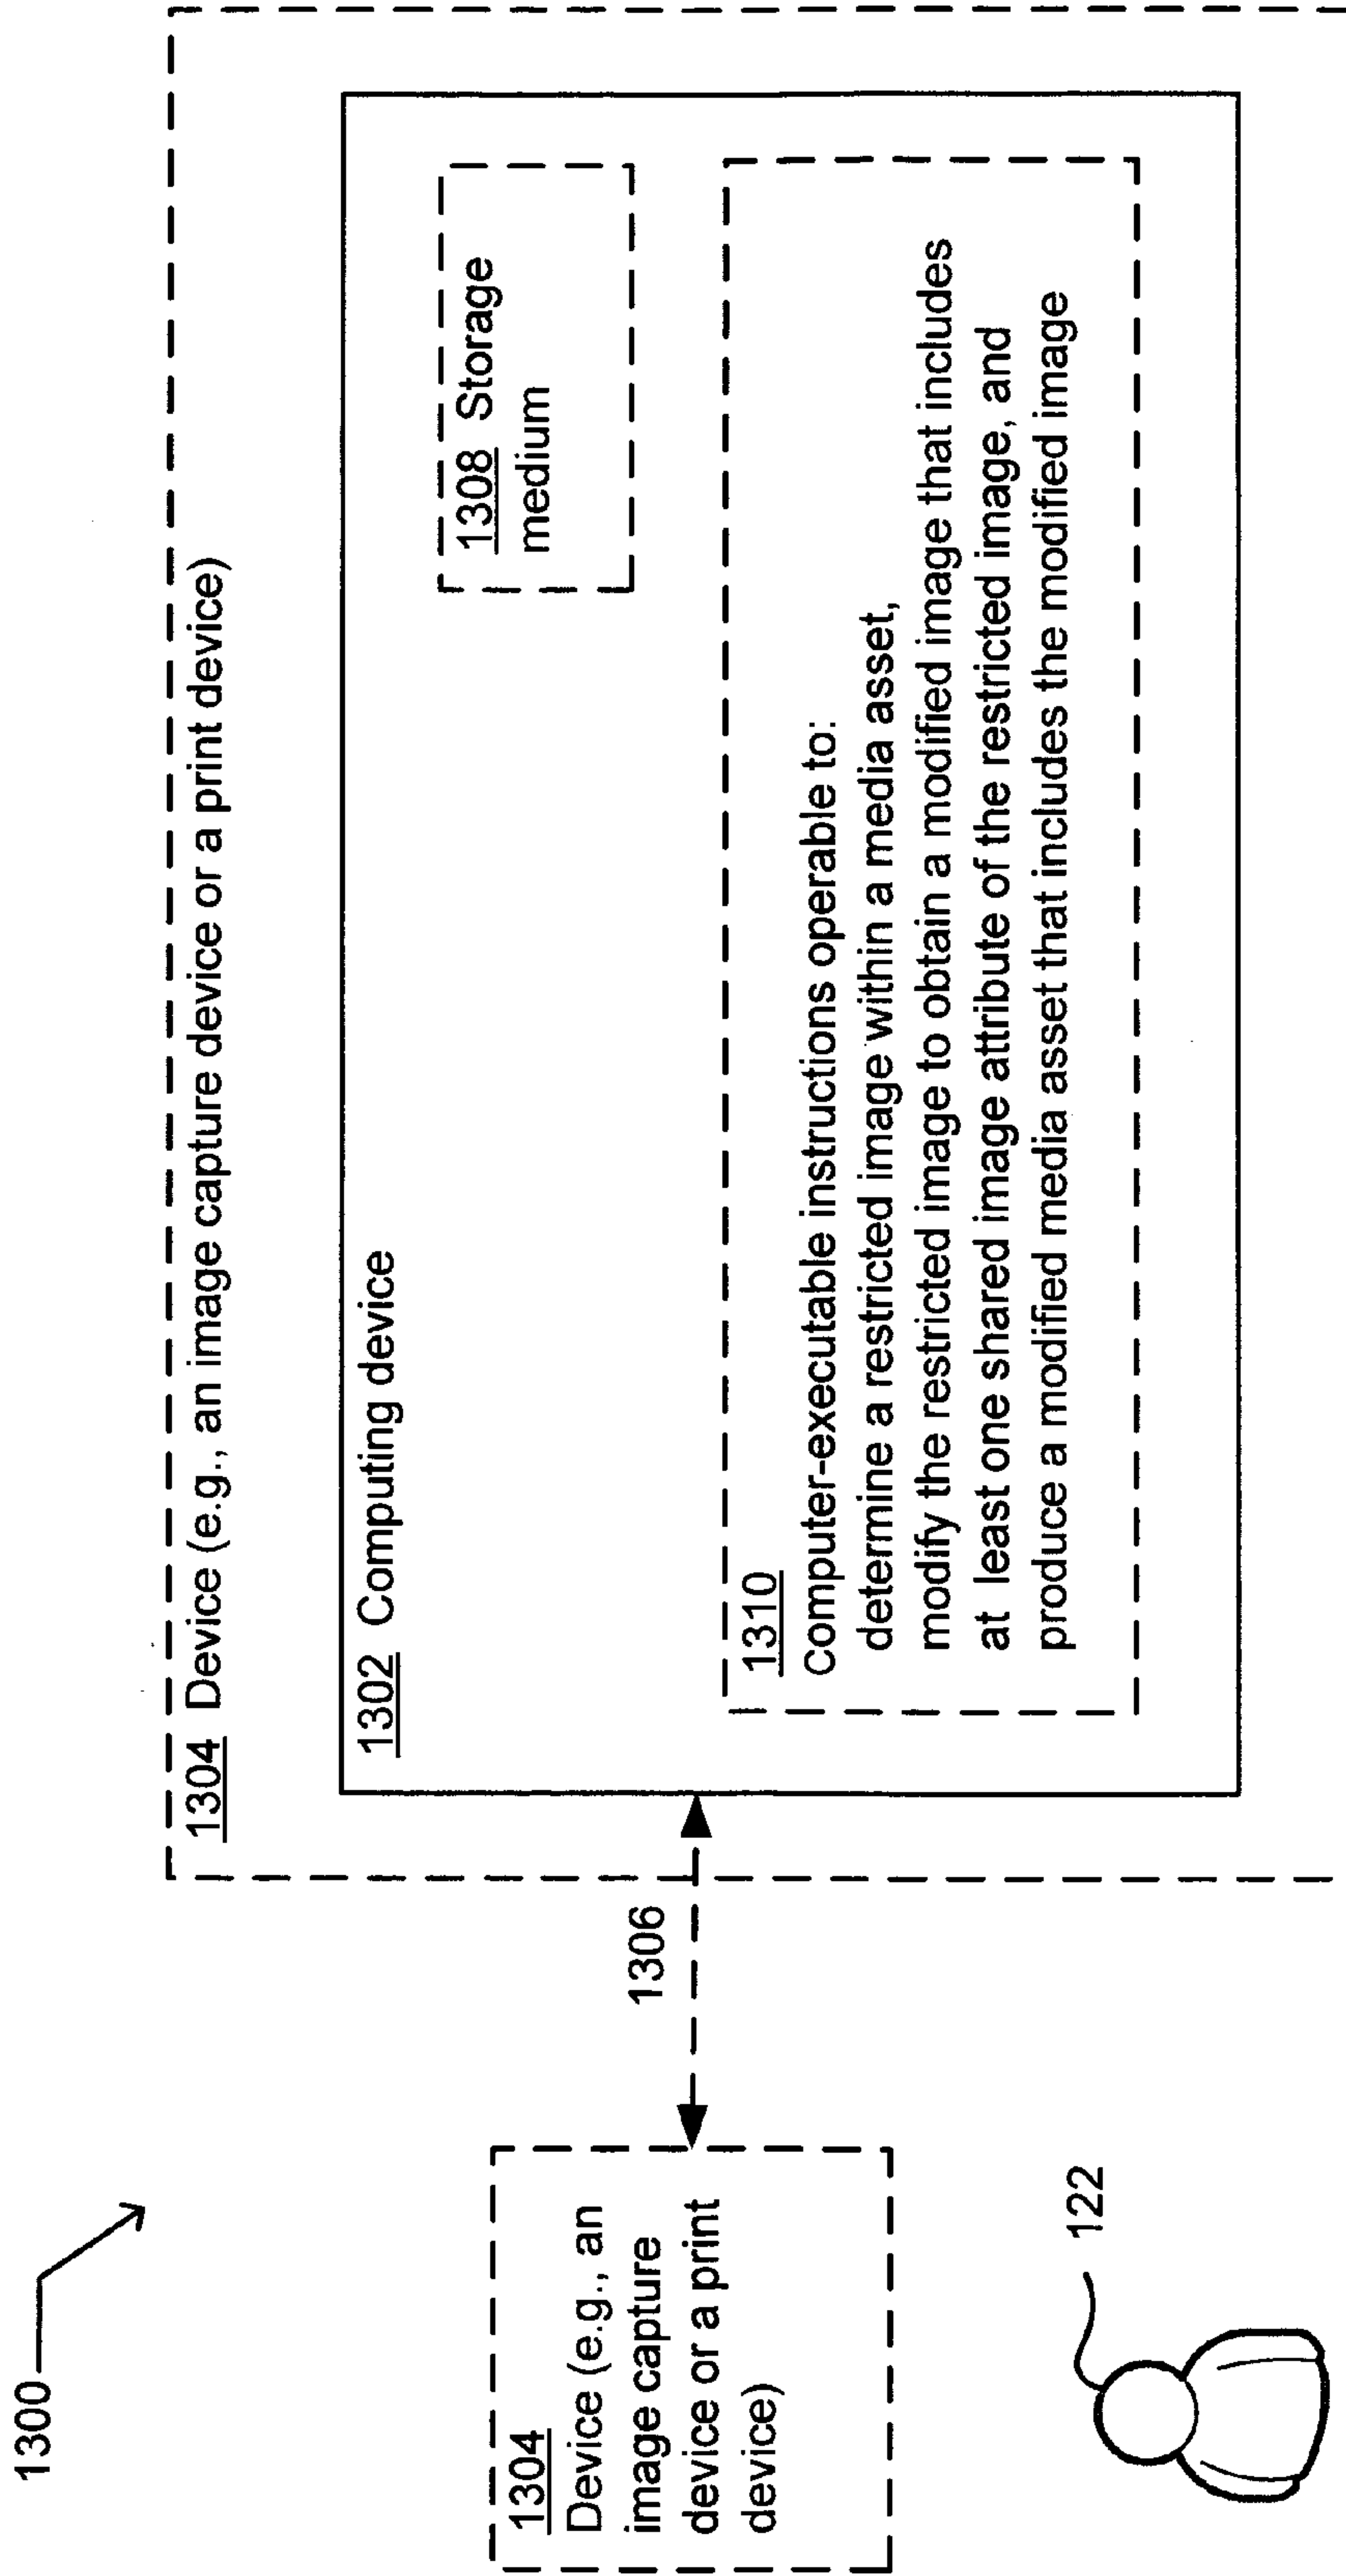 1300
1304 Device (e.g., an image capture device or a print device)
1302 Computing device
1308 Storage
medium
1310
Computer-executable instructions operable to:
determine a restricted image within a media asset,
modify the restricted image to obtain a modified image that includes
at least one shared image attribute of the restricted image, and
produce a modified media asset that includes the modified image
1306
1304
Device (e.g., an
image capture
device or a print
device)
122